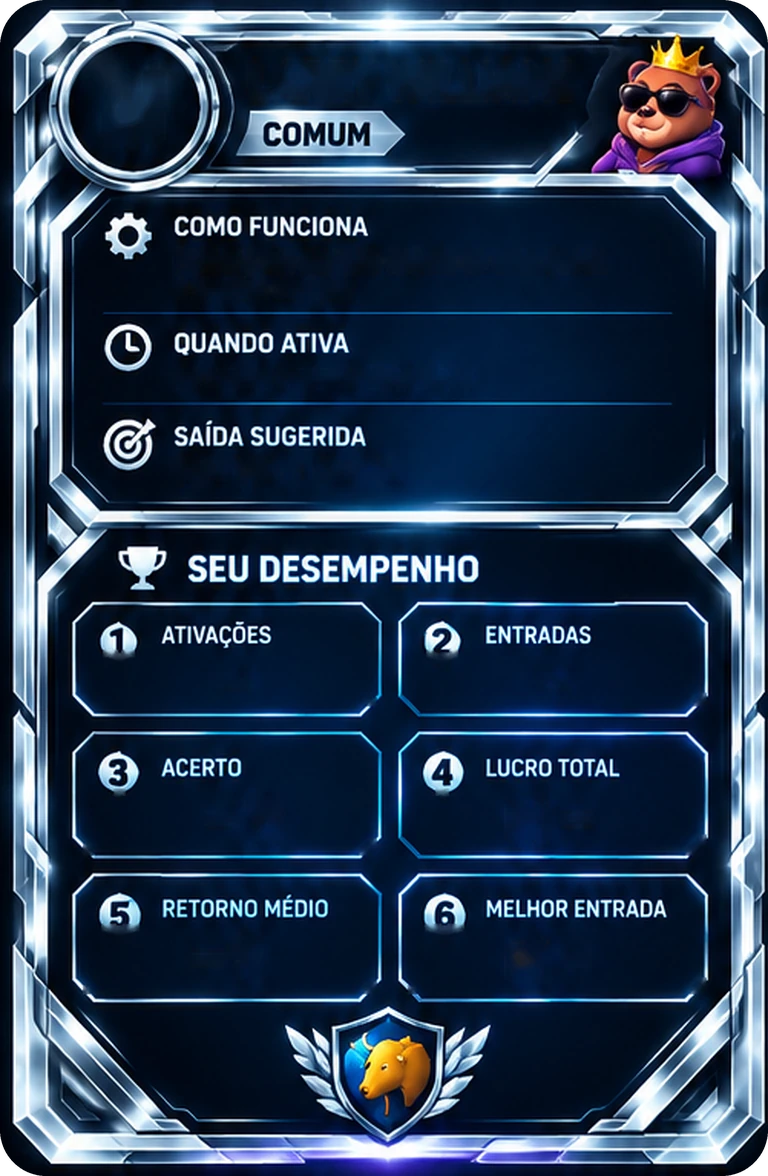 COMUM
COMO FUNCIONA
QUANDO ATIVA
SAÍDA SUGERIDA
SEU DESEMPENHO
1 ATIVAÇÕES
2 ENTRADAS
3 ACERTO
4 LUCRO TOTAL
5 RETORNO MÉDIO
6 MELHOR ENTRADA